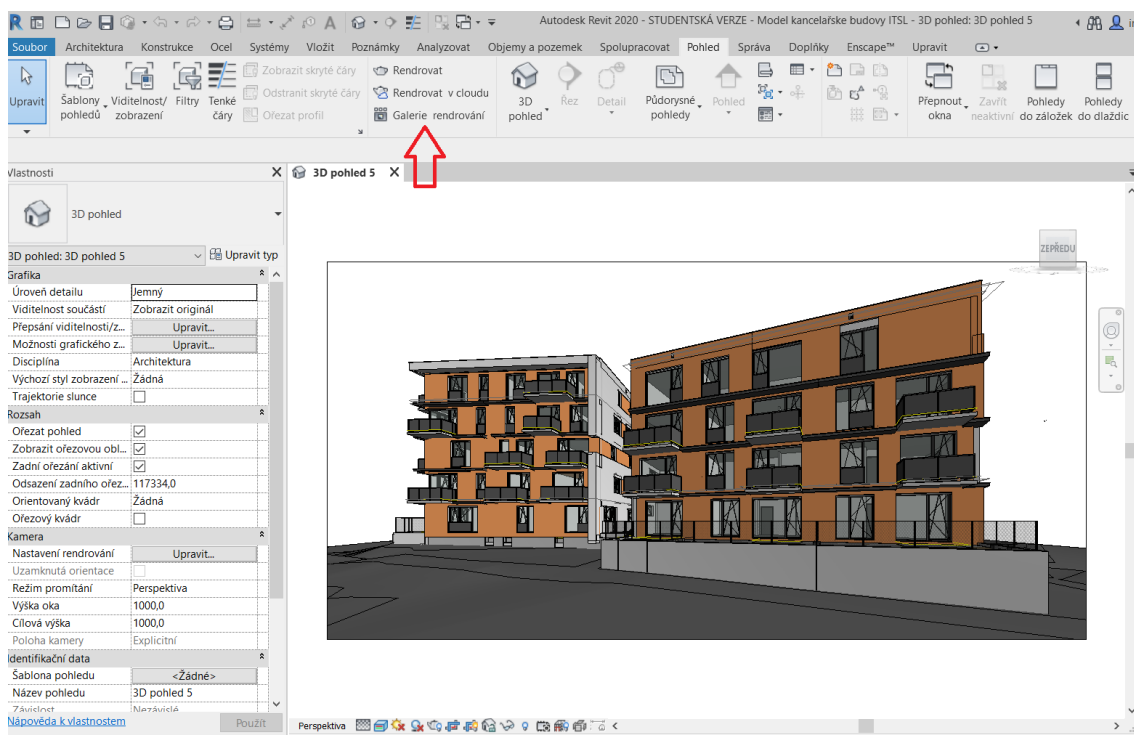 Autodesk Revit 2020 - STUDENTSKÁ VERZE - Model kancelařske budovy ITSL - 3D pohled: 3D pohled 5
Soubor Architektura Konstrukce Ocel Systémy Vložit Poznámky Analyzovat Objemy a pozemek Spolupracovat Pohled Správa Doplňky Enscape™ Upravit
Upravit
Šablony pohledů
Viditelnost/ zobrazení
Filtry
Tenké čáry
Zobrazit skryté čáry
Odstranit skryté čáry
Ořezat profil
Rendrovat
Rendrovat v cloudu
Galerie rendrování
3D pohled
Řez
Detail
Půdorysné pohledy
Pohled
Přepnout okna
Zavřít neaktivní
Pohledy do záložek
Pohledy do dlaždic
Vlastnosti X
3D pohled 5 X
3D pohled
3D pohled: 3D pohled 5 Upravit typ
Grafika
Úroveň detailu Jemný
Viditelnost součástí Zobrazit originál
Přepsání viditelnosti/z... Upravit...
Možnosti grafického z... Upravit...
Disciplína Architektura
Výchozí styl zobrazení ... Žádná
Trajektorie slunce
Rozsah
Ořezat pohled
Zobrazit ořezovou obl...
Zadní ořezání aktivní
Odsazení zadního ořez... 117334,0
Orientovaný kvádr Žádná
Ořezový kvádr
Kamera
Nastavení rendrování Upravit...
Uzamknutá orientace
Režim promítání Perspektiva
Výška oka 1000,0
Cílová výška 1000,0
Poloha kamery Explicitní
Identifikační data
Šablona pohledu <Žádné>
Název pohledu 3D pohled 5
Závislost Nezávislé
Nápověda k vlastnostem Použít
ZEPŘEDU
Perspektiva